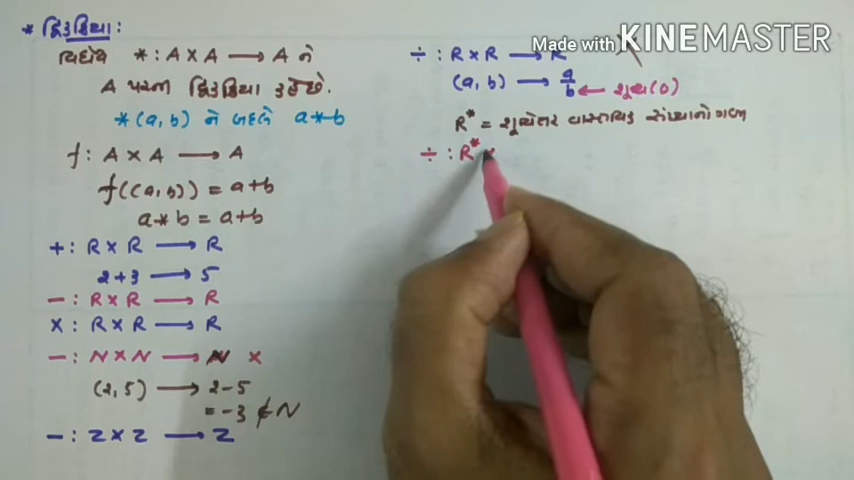 * દ્વિક્ક્રિયા :
વિધેય * : A × A ⟶ A ને
A પરની દ્વિક્ક્રિયા કહે છે.
*(a, b) ને બદલે a * b
f : A × A ⟶ A
f((a, b)) = a+b
a * b = a+b
+ : R × R ⟶ R
2+3 ⟶ 5
− : R × R ⟶ R
× : R × R ⟶ R
− : N × N ⟶ N ×
(2, 5) ⟶ 2−5
= −3 ∉ N
− : Z × Z ⟶ Z
Made with KINEMASTER
÷ : R × R ⟶ R
(a, b) ⟶ a/b ⟵ શૂન્ય (0)
R* = શૂન્યેતર વાસ્તવિક સંખ્યાનો ગણ
÷ : R* ×